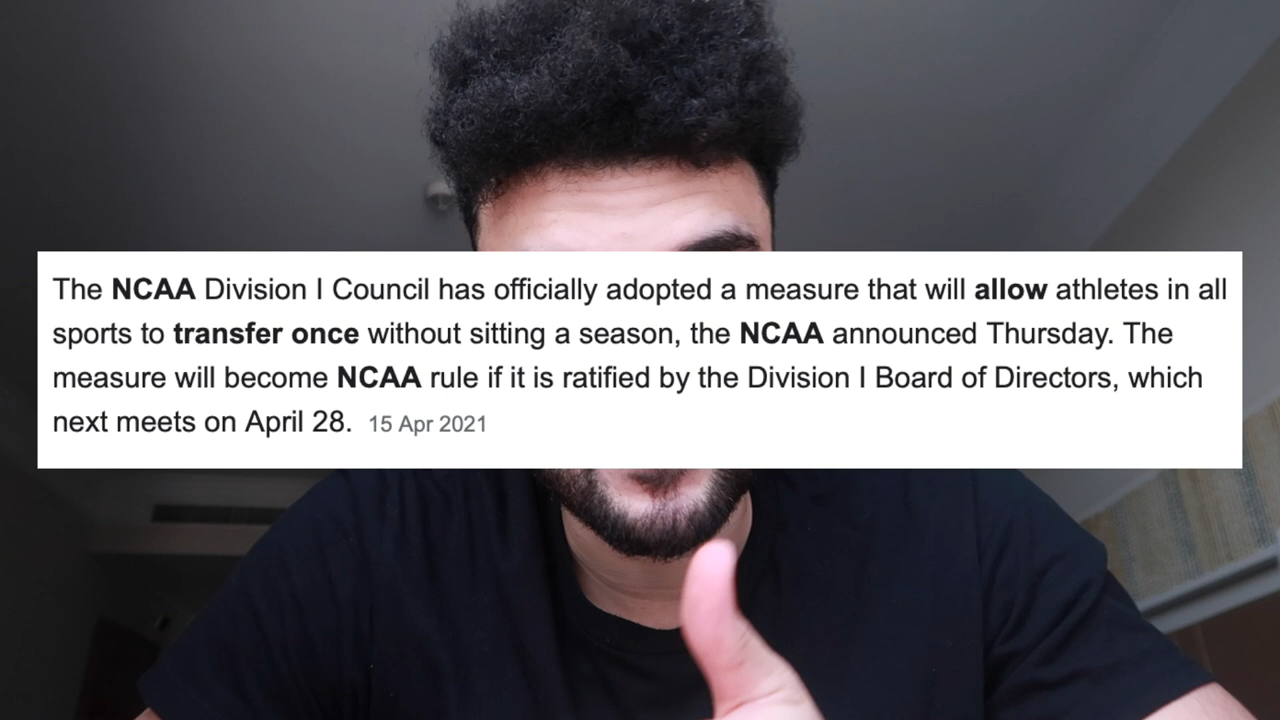 The NCAA Division I Council has officially adopted a measure that will allow athletes in all
sports to transfer once without sitting a season, the NCAA announced Thursday. The
measure will become NCAA rule if it is ratified by the Division I Board of Directors, which
next meets on April 28. 15 Apr 2021